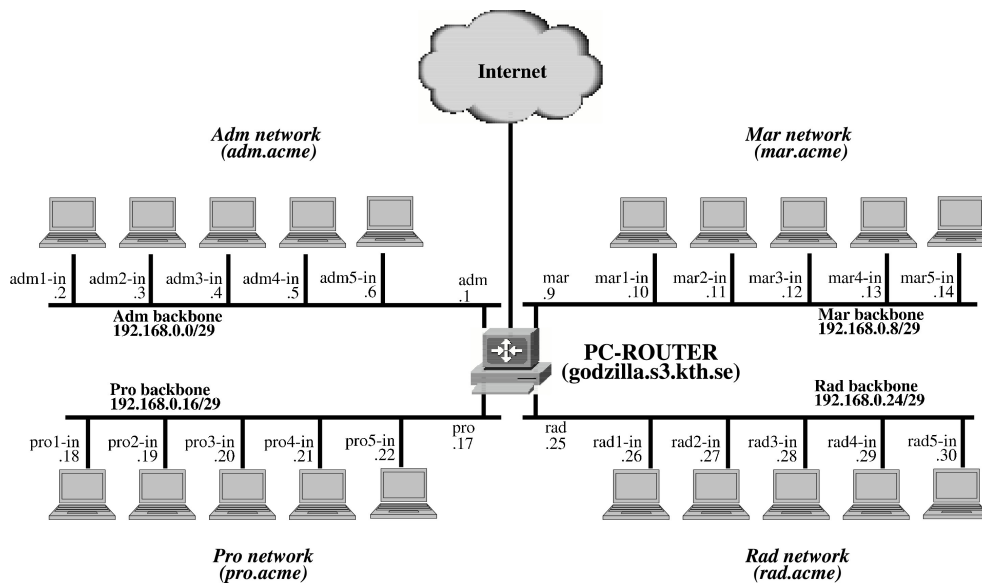 Internet
Adm network
(adm.acme)
Mar network
(mar.acme)
adm1-in
.2
adm2-in
.3
adm3-in
.4
adm4-in
.5
adm5-in
.6
adm
.1
mar
.9
mar1-in
.10
mar2-in
.11
mar3-in
.12
mar4-in
.13
mar5-in
.14
Adm backbone
192.168.0.0/29
Mar backbone
192.168.0.8/29
PC-ROUTER
(godzilla.s3.kth.se)
Pro backbone
192.168.0.16/29
Rad backbone
192.168.0.24/29
pro1-in
.18
pro2-in
.19
pro3-in
.20
pro4-in
.21
pro5-in
.22
pro
.17
rad
.25
rad1-in
.26
rad2-in
.27
rad3-in
.28
rad4-in
.29
rad5-in
.30
Pro network
(pro.acme)
Rad network
(rad.acme)